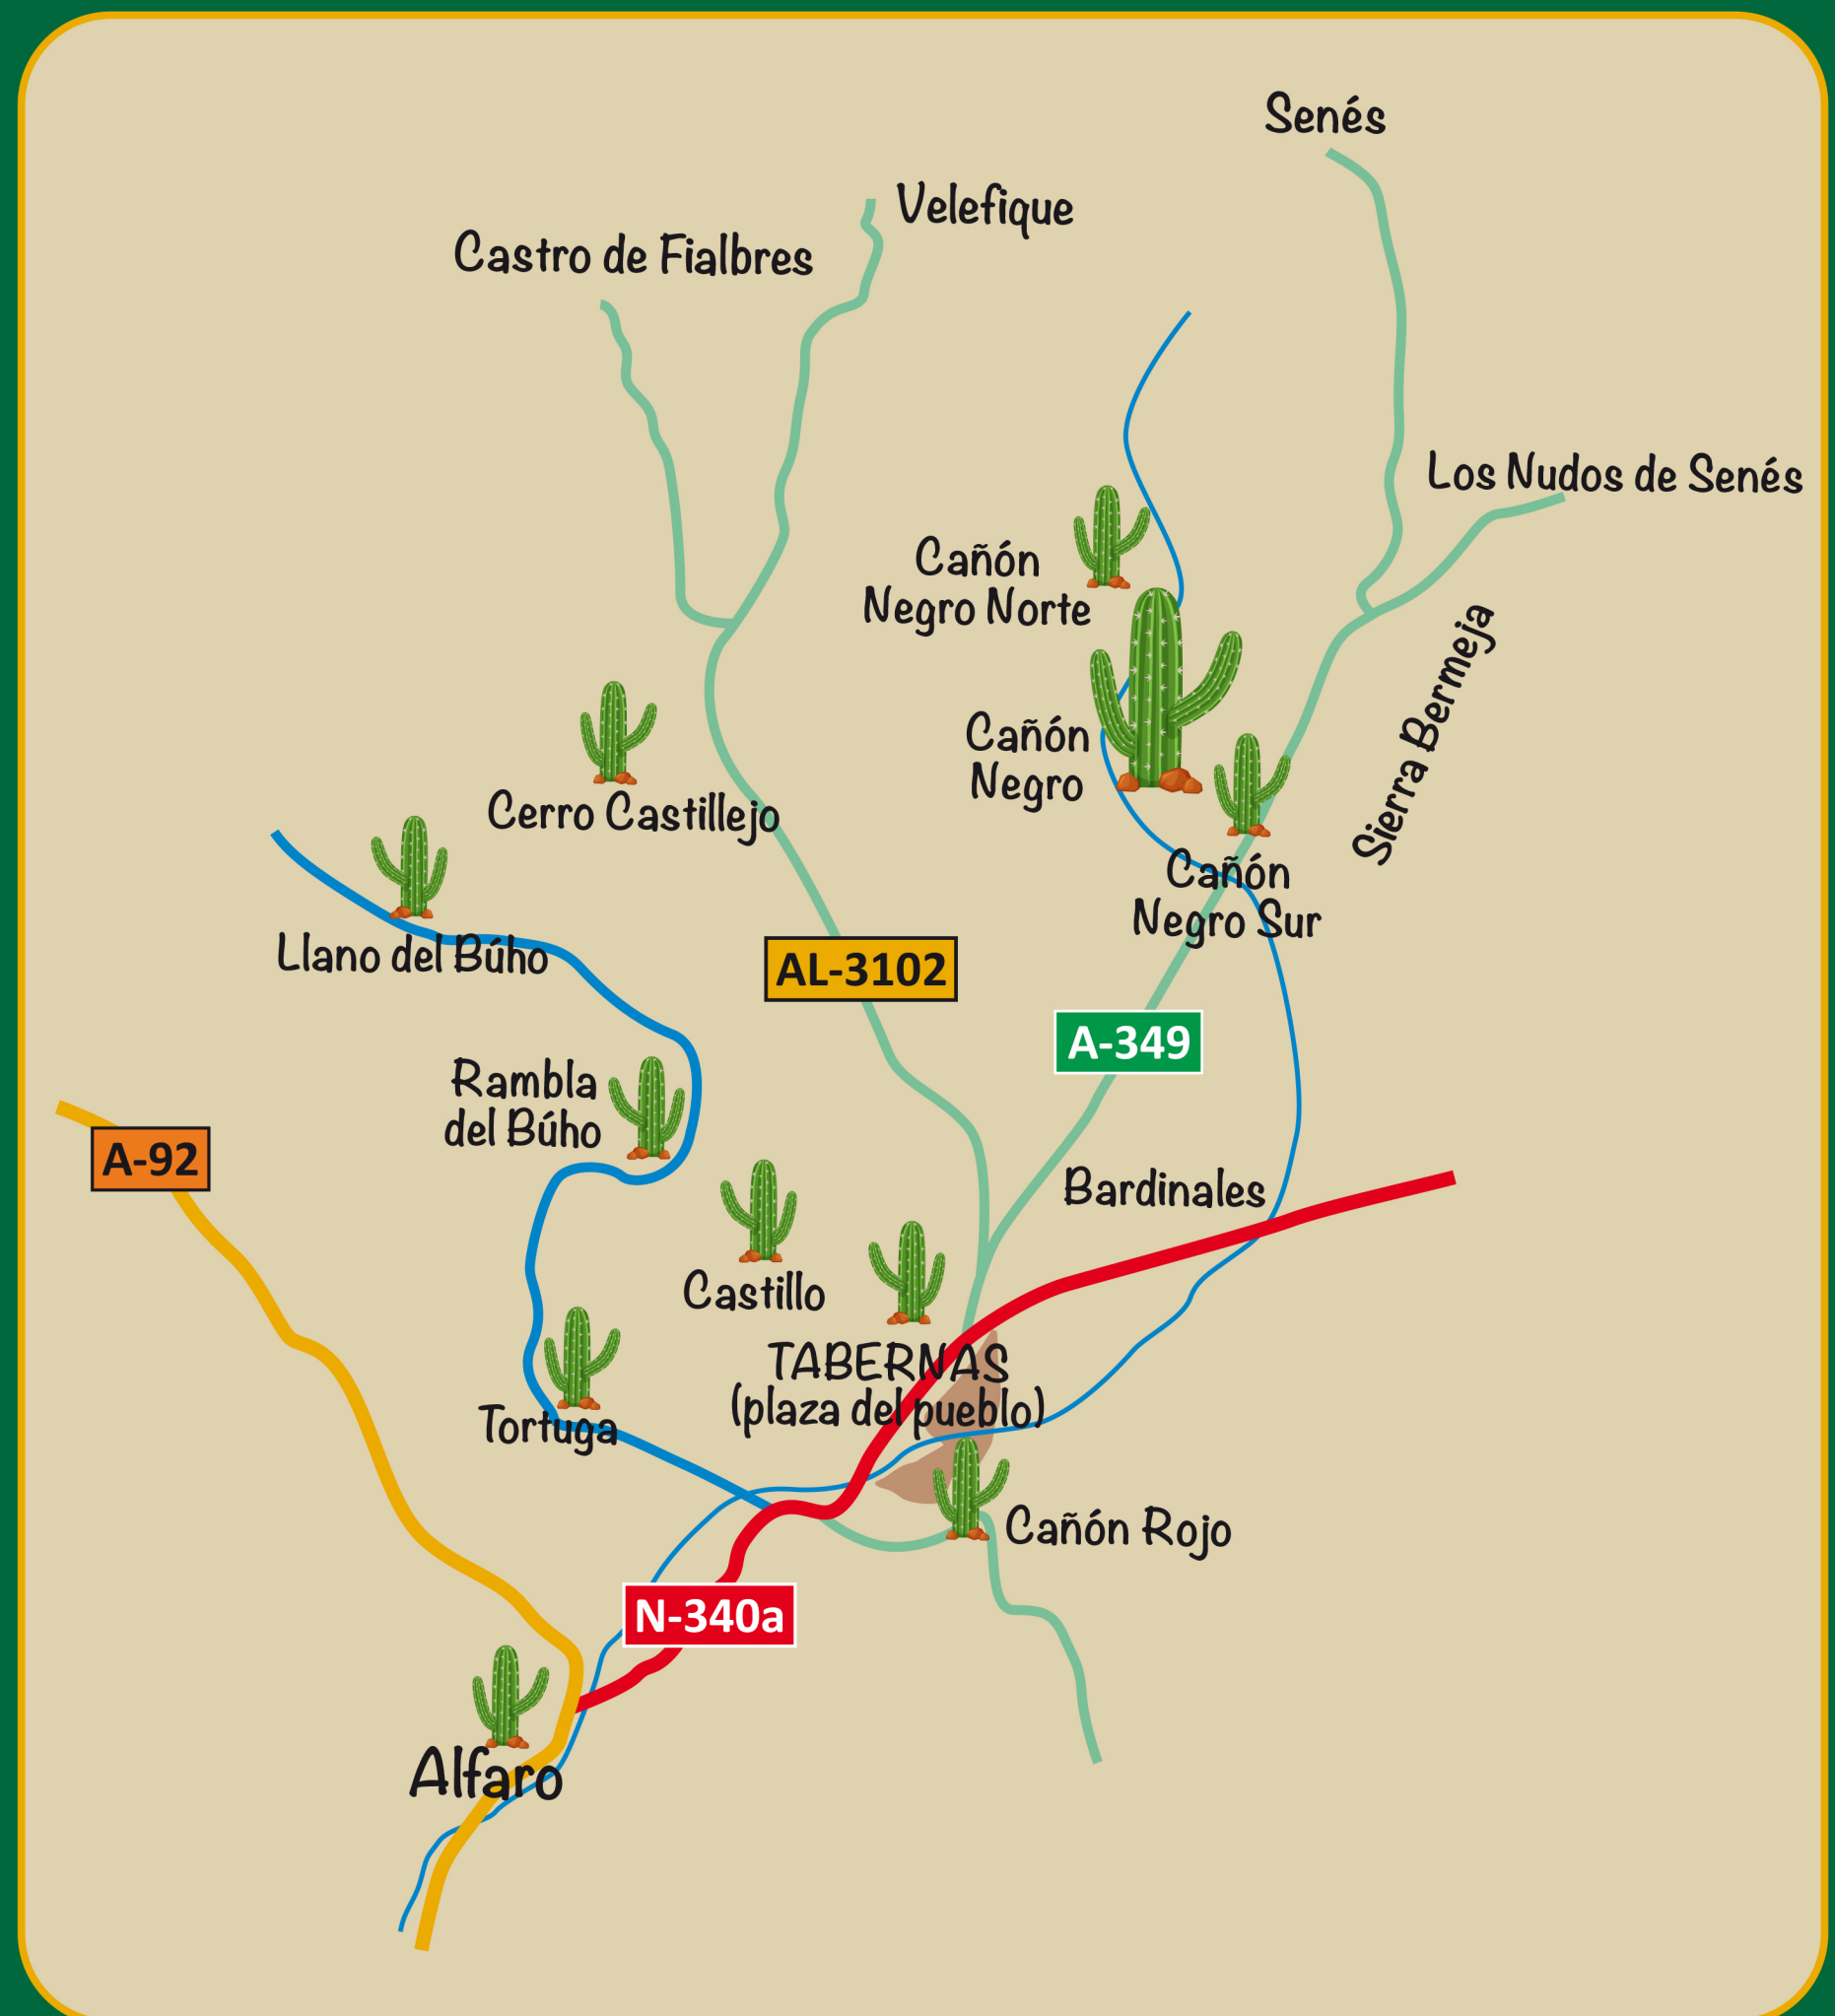 Senés
Velefique
Castro de Fialbres
Los Nudos de Senés
Cañón
Negro Norte
Sierra Bermeja
Cañón
Negro
Cerro Castillejo
Cañón
Negro Sur
Llano del Búho
AL-3102
A-349
Rambla
del Búho
A-92
Bardinales
Castillo
TABERNAS
(plaza del pueblo)
Tortuga
Cañón Rojo
N-340a
Alfaro